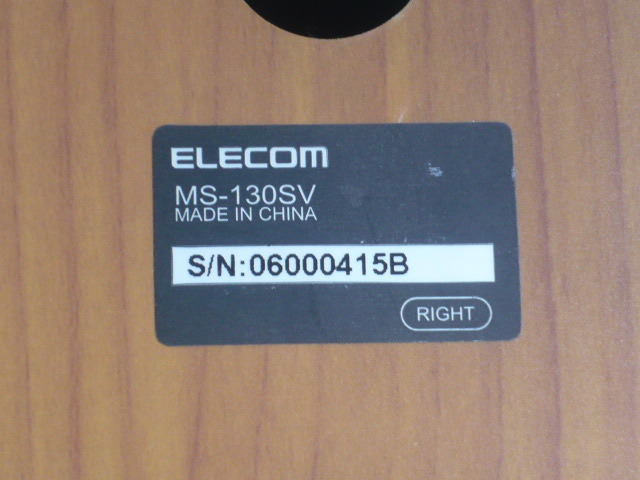 ELECOM
MS-130SV
MADE IN CHINA
S/N:06000415B
RIGHT